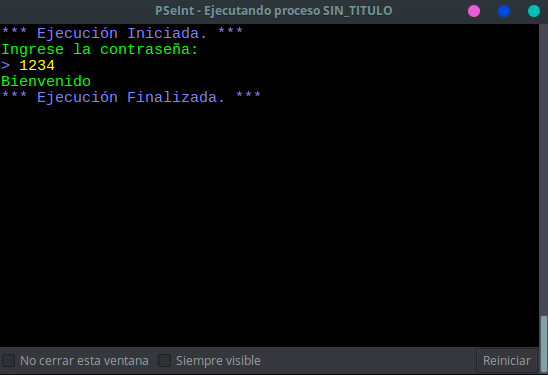 PSeInt - Ejecutando proceso SIN_TITULO
*** Ejecución Iniciada. ***
Ingrese la contraseña:
> 1234
Bienvenido
*** Ejecución Finalizada. ***
No cerrar esta ventana Siempre visible Reiniciar